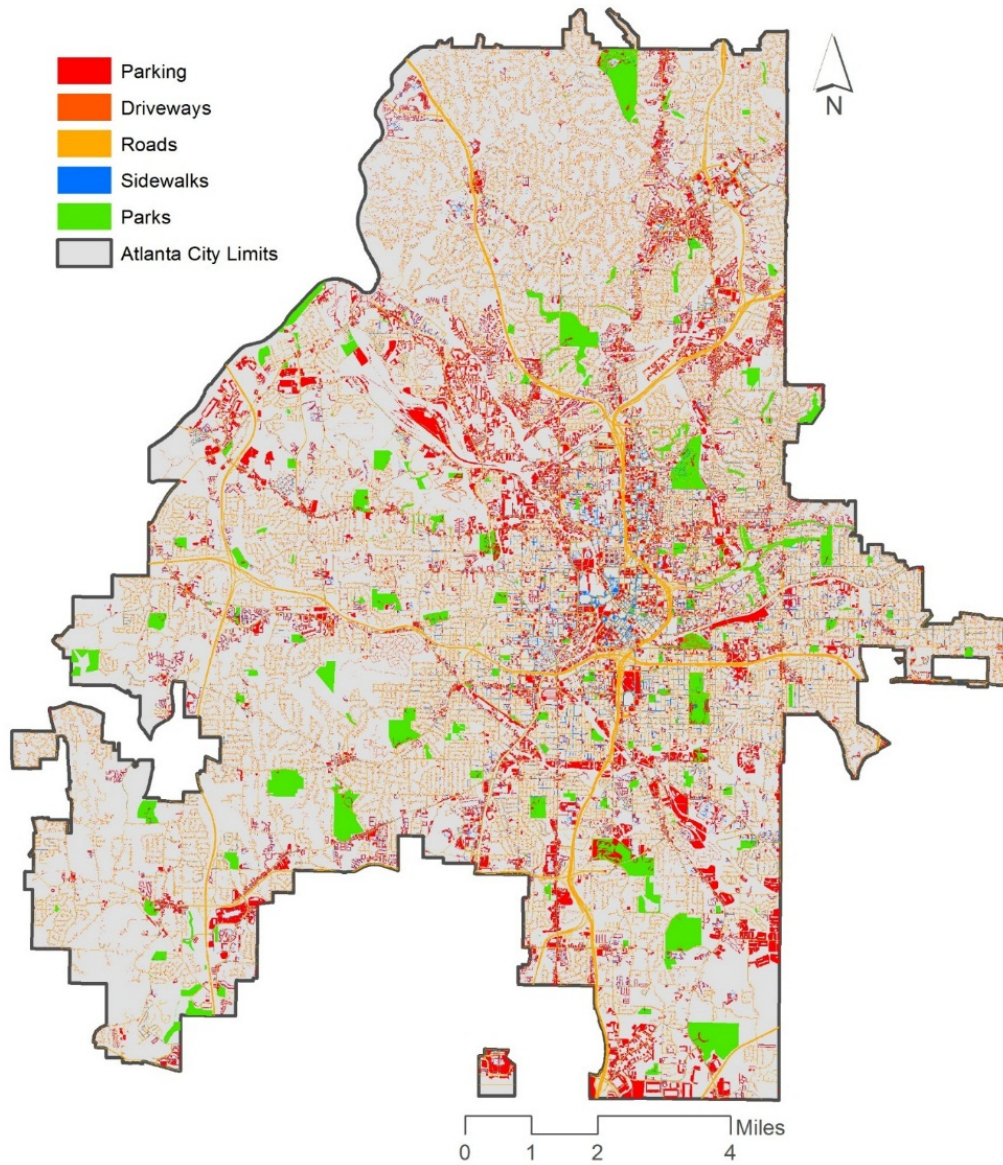 Parking
Driveways
Roads
Sidewalks
Parks
Atlanta City Limits
N
Miles
0 1 2 4